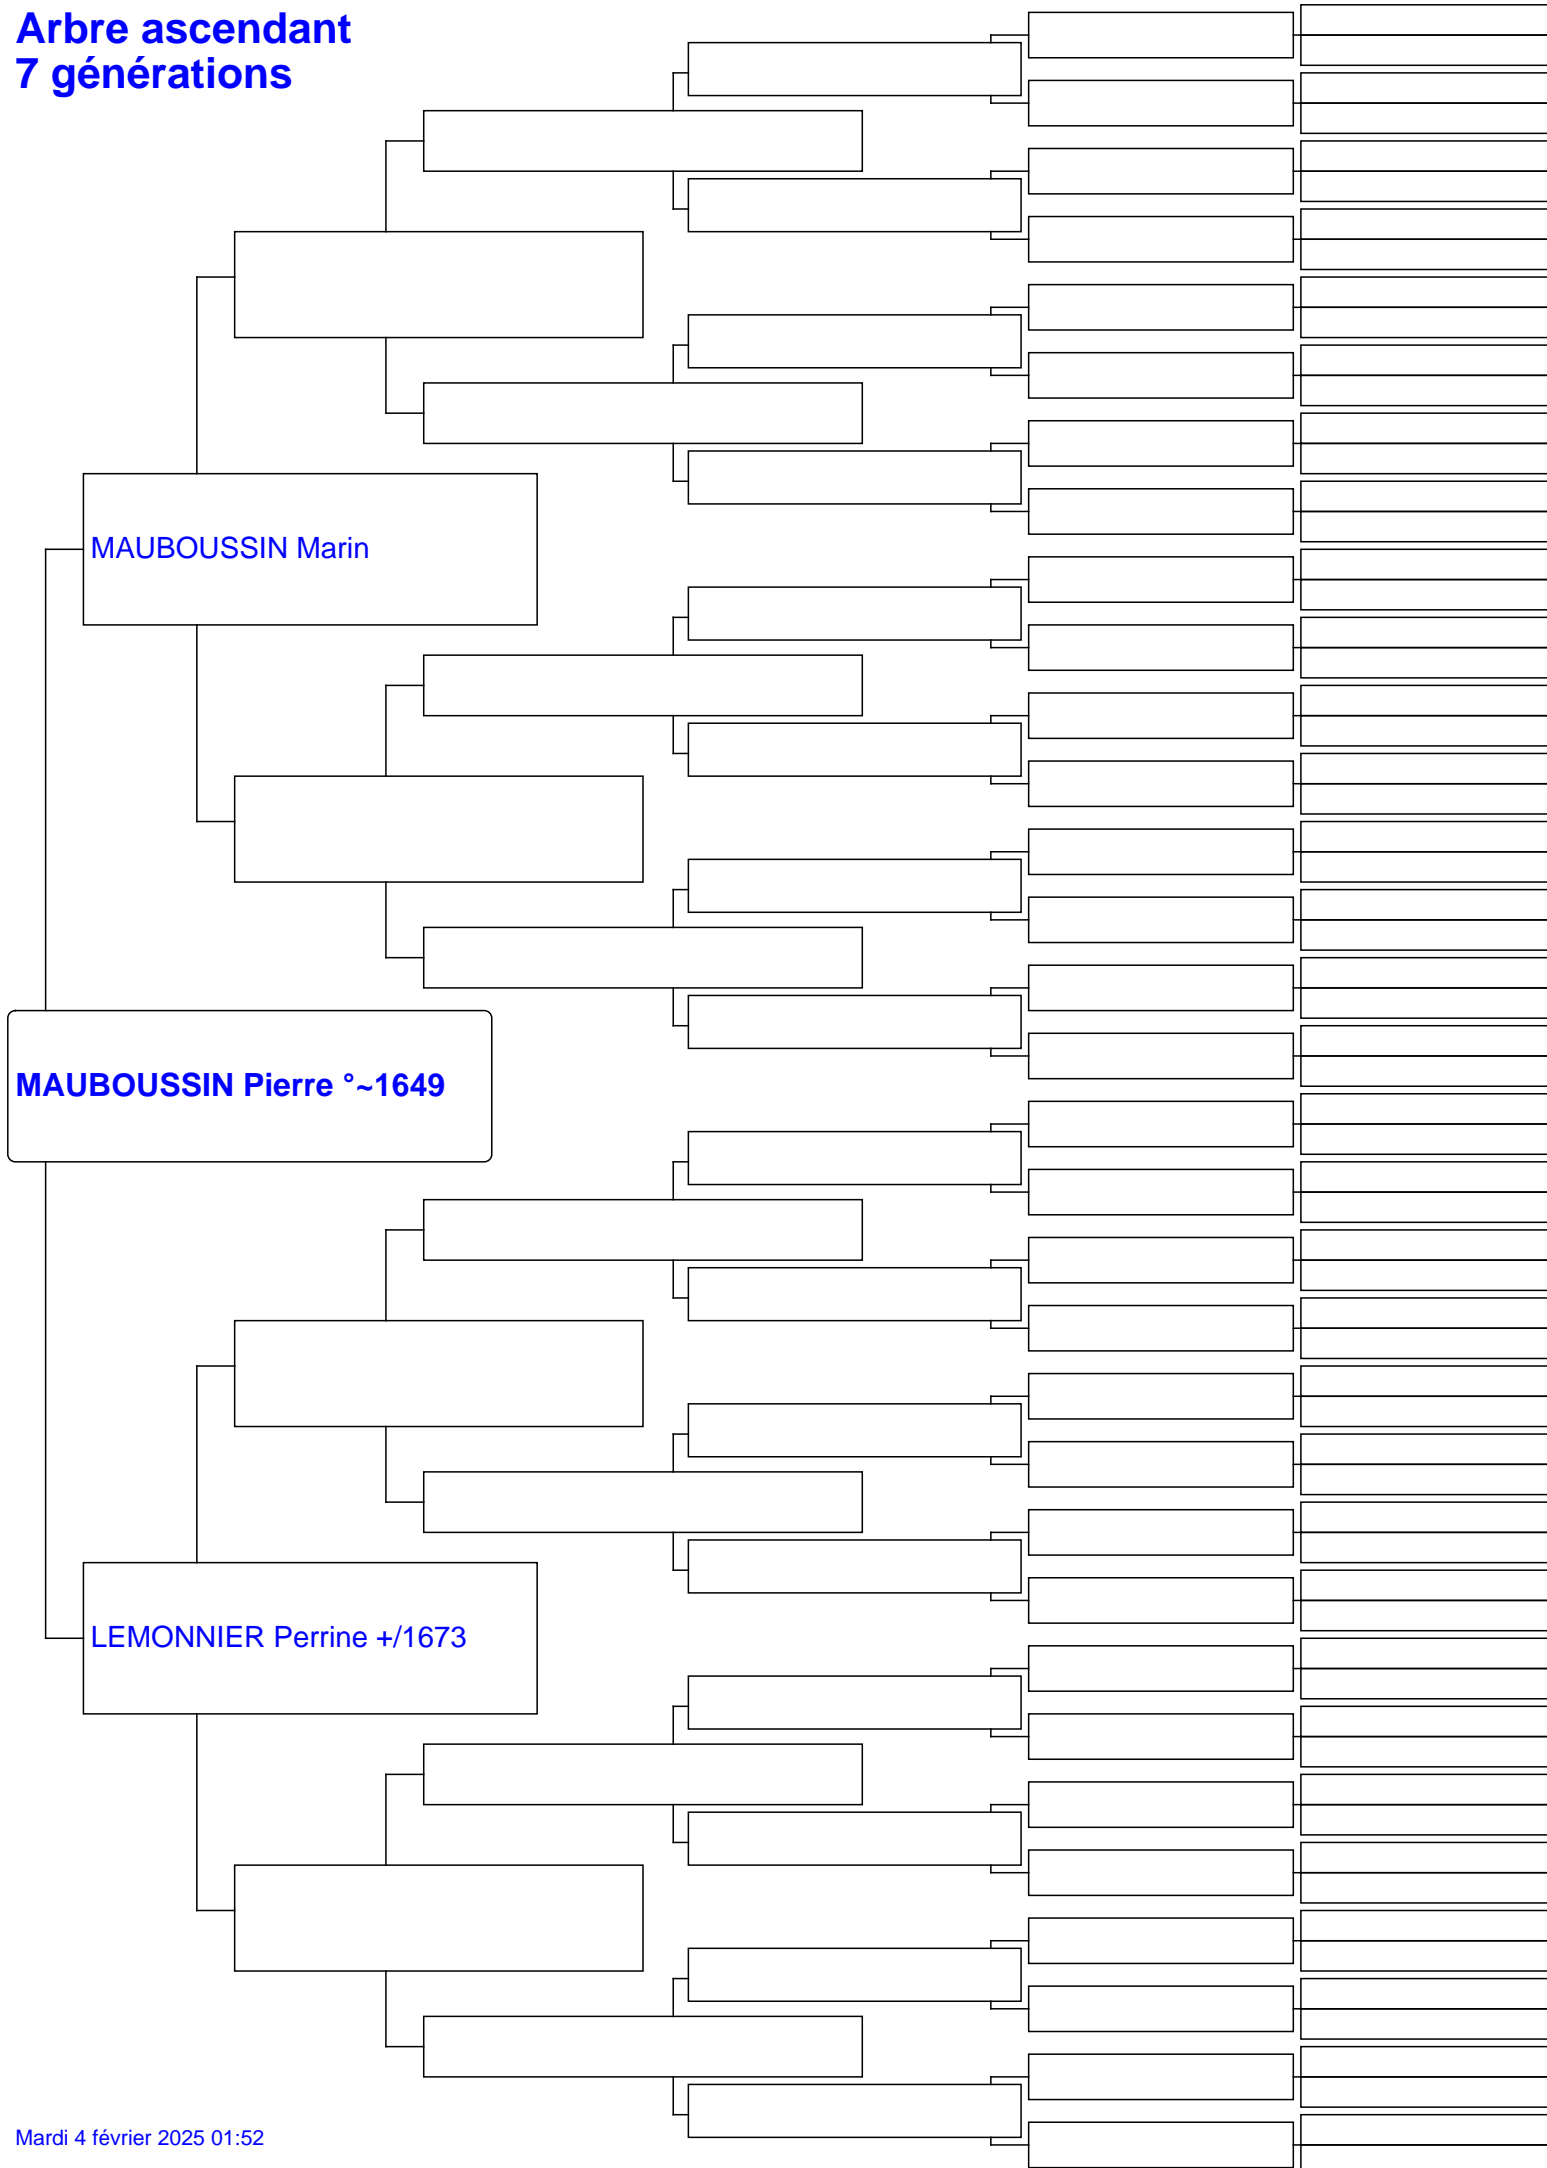 Arbre ascendant
7 générations
MAUBOUSSIN Marin
MAUBOUSSIN Pierre °~1649
LEMONNIER Perrine +/1673
Mardi 4 février 2025 01:52